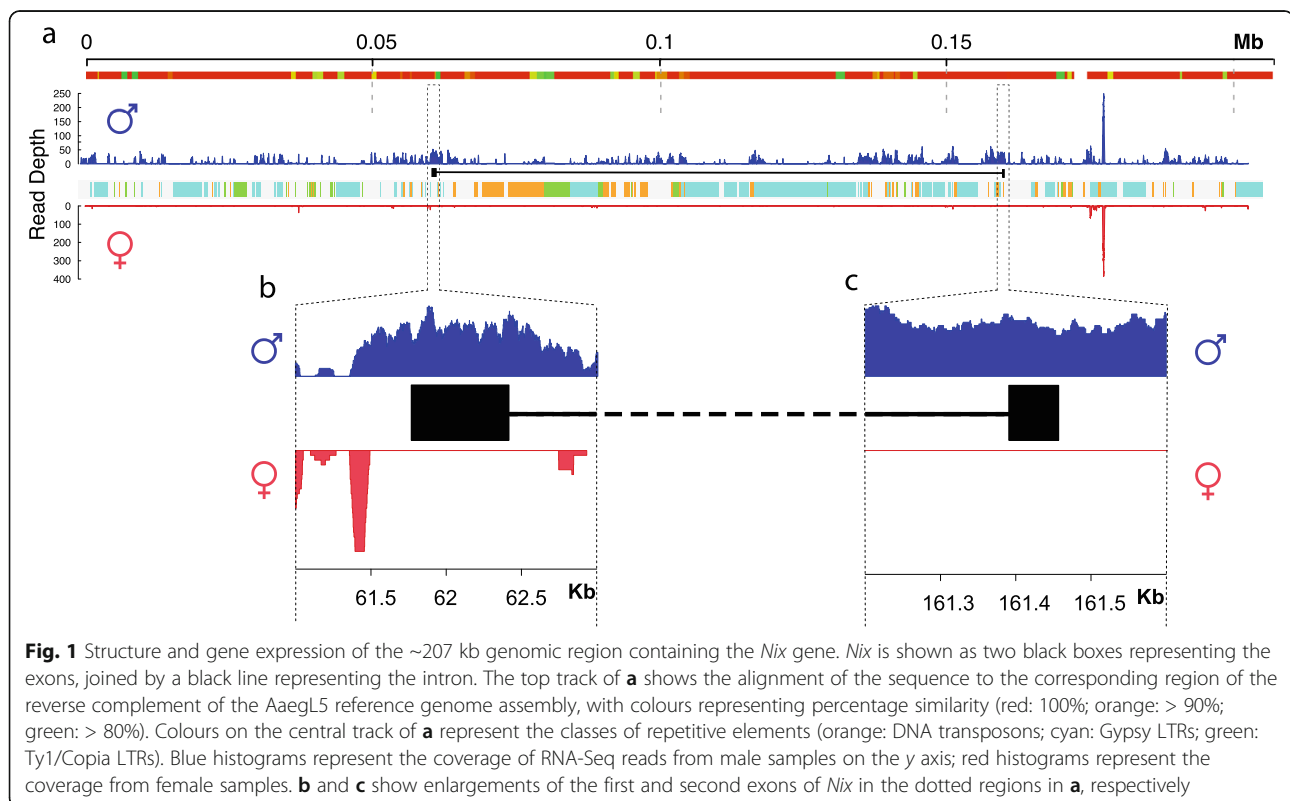 a
0 0.05 0.1 0.15 Mb
250
200
150
100
50
0
Read Depth
0
100
200
300
400
b
c
61.5 62 62.5 Kb
161.3 161.4 161.5 Kb
Fig. 1 Structure and gene expression of the ~207 kb genomic region containing the Nix gene. Nix is shown as two black boxes representing the
exons, joined by a black line representing the intron. The top track of a shows the alignment of the sequence to the corresponding region of the
reverse complement of the AaegL5 reference genome assembly, with colours representing percentage similarity (red: 100%; orange: > 90%;
green: > 80%). Colours on the central track of a represent the classes of repetitive elements (orange: DNA transposons; cyan: Gypsy LTRs; green:
Ty1/Copia LTRs). Blue histograms represent the coverage of RNA-Seq reads from male samples on the y axis; red histograms represent the
coverage from female samples. b and c show enlargements of the first and second exons of Nix in the dotted regions in a, respectively